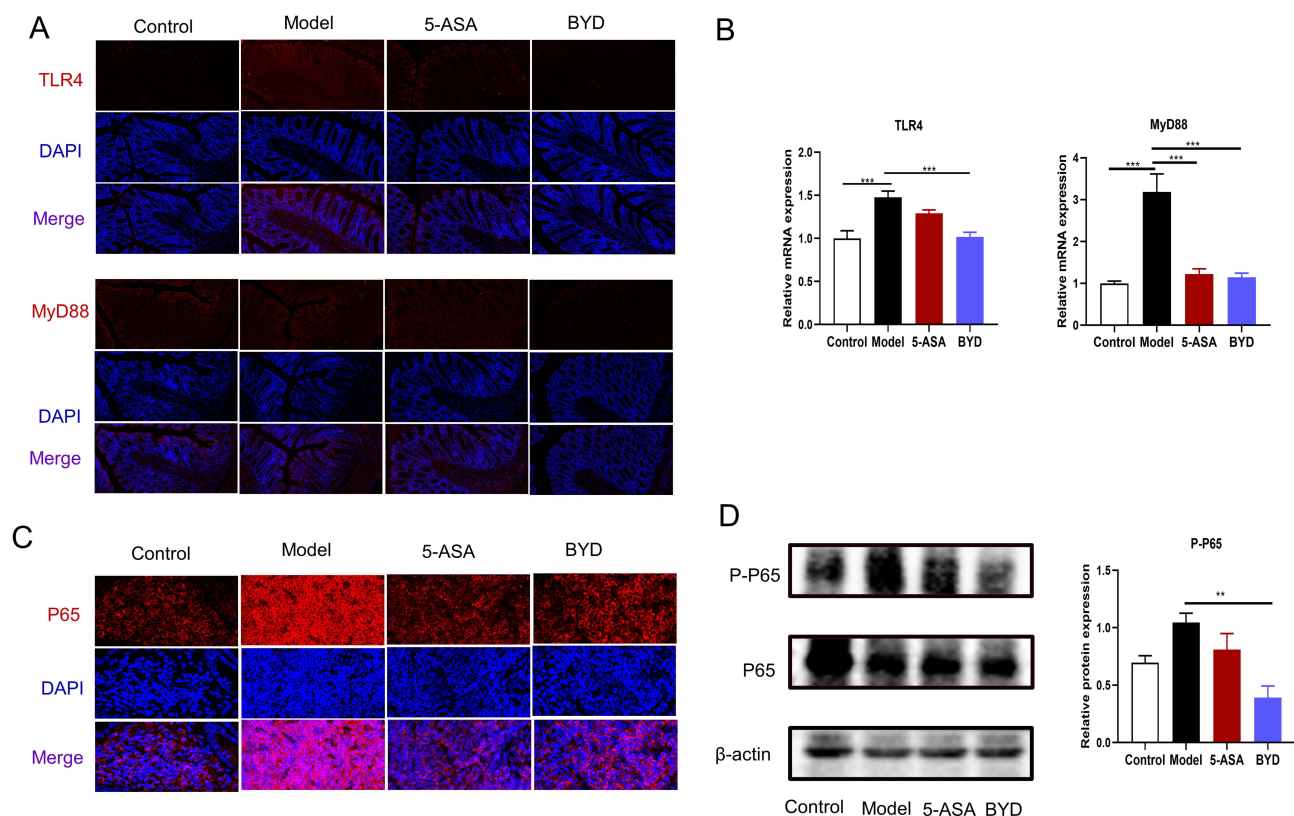 A
Control Model 5-ASA BYD
TLR4
DAPI
Merge
MyD88
DAPI
Merge
B
TLR4
Relative mRNA expression
2.0
1.5
1.0
0.5
0.0
***
***
Control Model 5-ASA BYD
MyD88
Relative mRNA expression
4
3
2
1
0
***
***
***
Control Model 5-ASA BYD
C
Control Model 5-ASA BYD
P65
DAPI
Merge
D
P-P65
P65
β-actin
Control Model 5-ASA BYD
P-P65
Relative protein expression
1.5
1.0
0.5
0.0
**
Control Model 5-ASA BYD